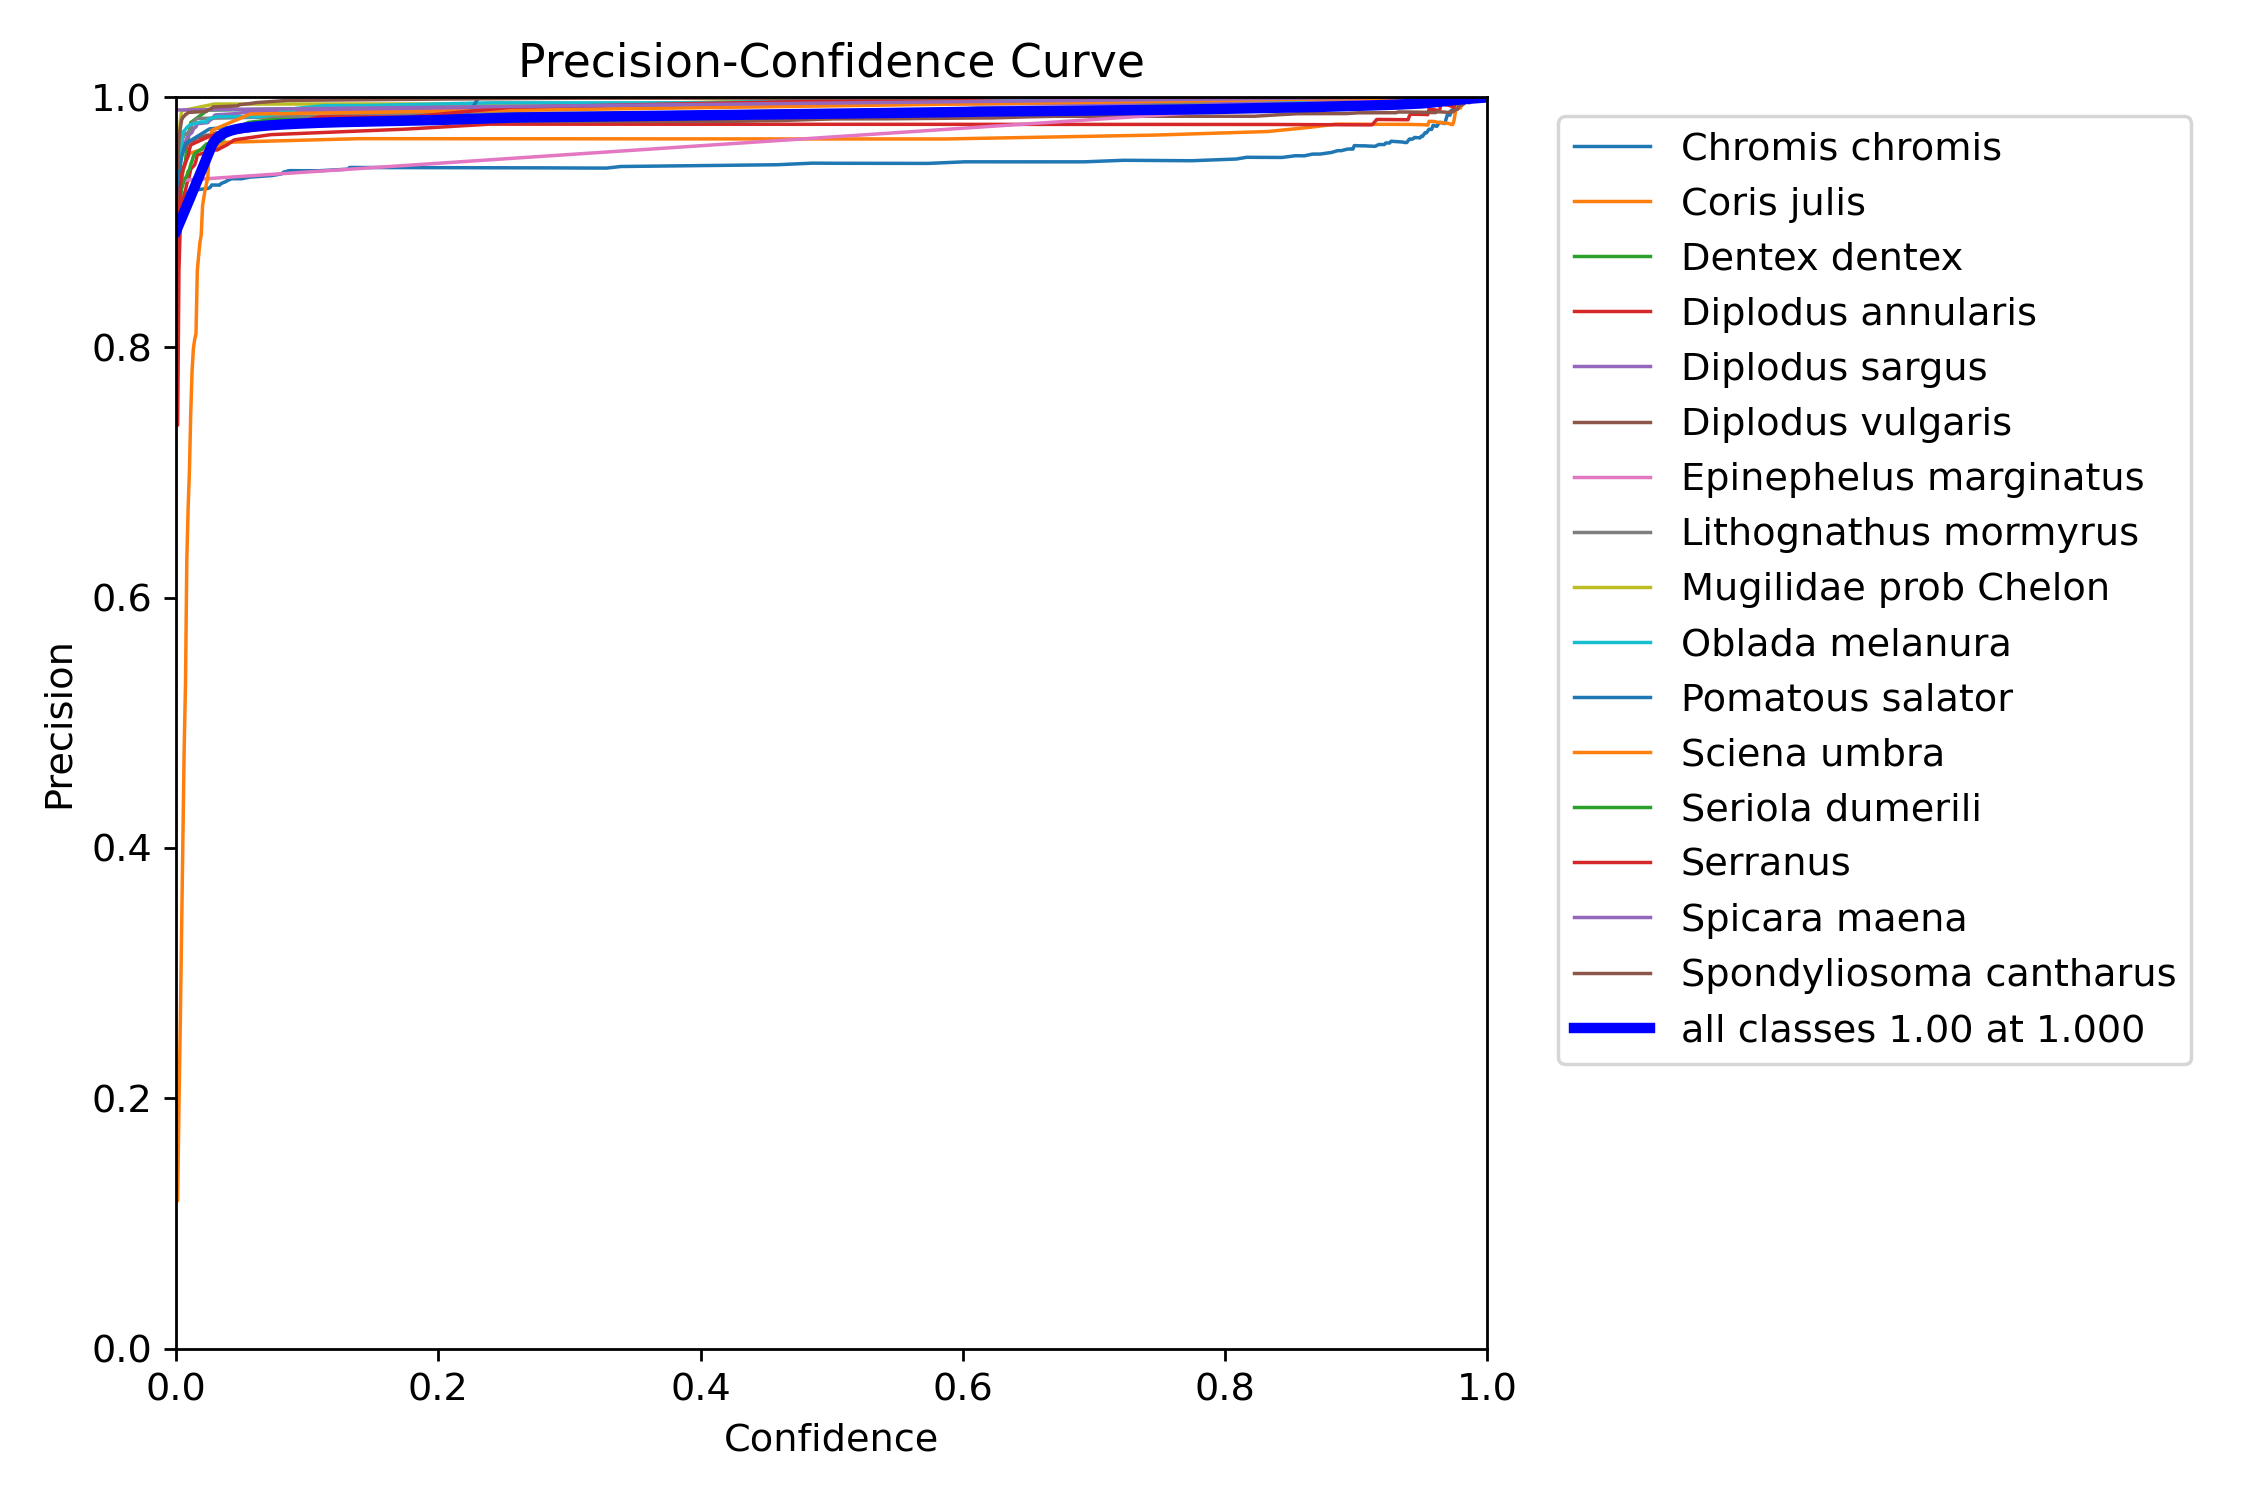 Precision-Confidence Curve
1.0
0.8
0.6
0.4
0.2
0.0
Precision
0.0 0.2 0.4 0.6 0.8 1.0
Confidence
Chromis chromis
Coris julis
Dentex dentex
Diplodus annularis
Diplodus sargus
Diplodus vulgaris
Epinephelus marginatus
Lithognathus mormyrus
Mugilidae prob Chelon
Oblada melanura
Pomatous salator
Sciena umbra
Seriola dumerili
Serranus
Spicara maena
Spondyliosoma cantharus
all classes 1.00 at 1.000